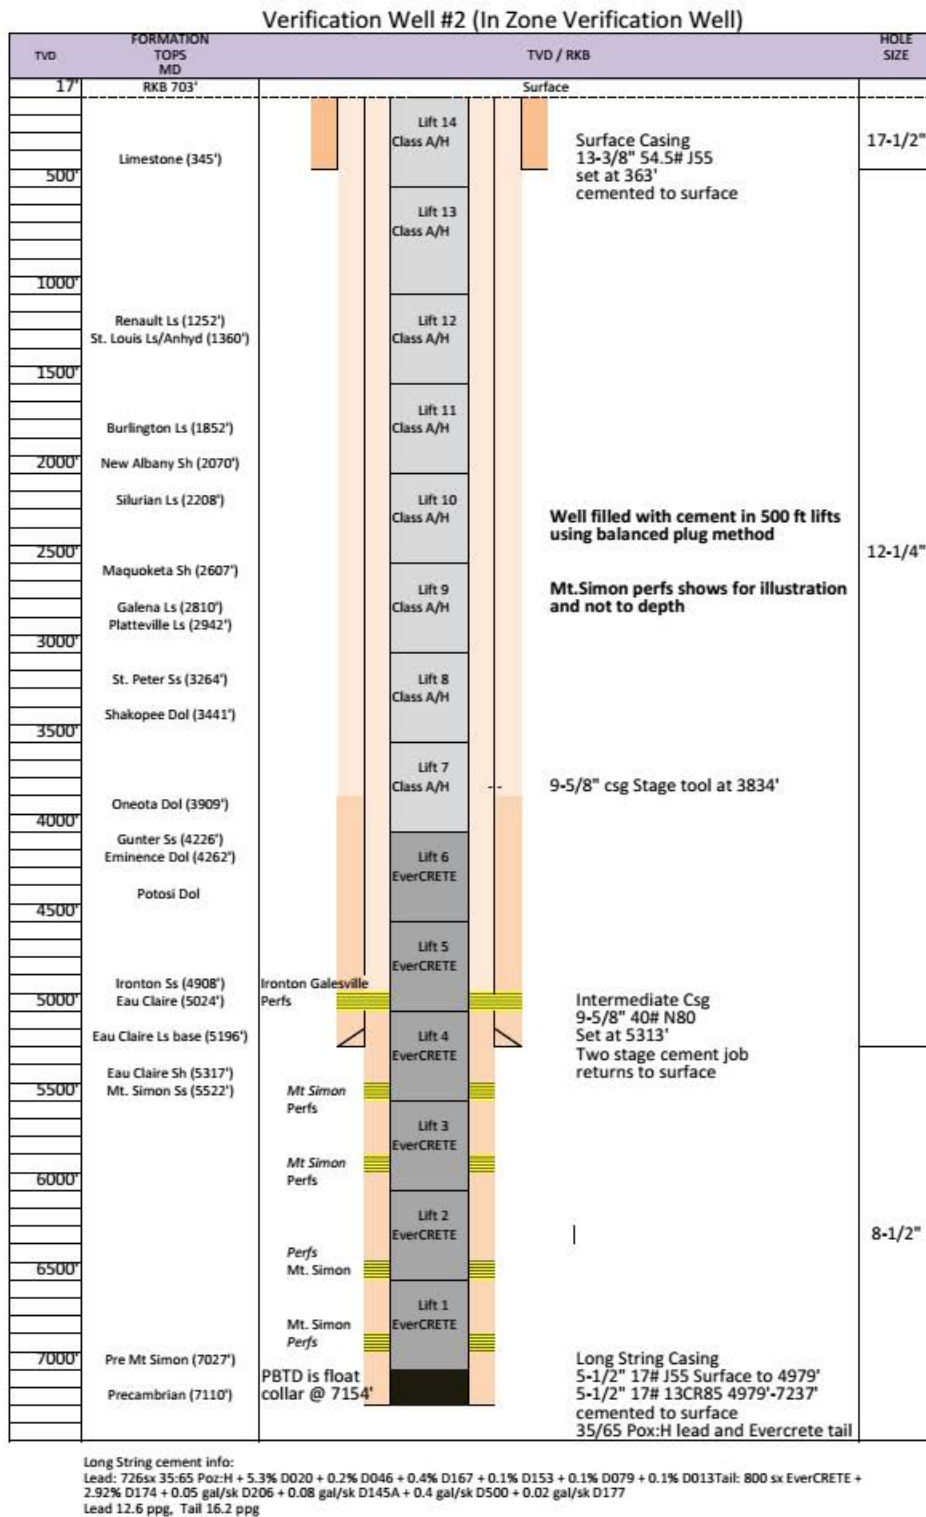 Verification Well #2 (In Zone Verification Well)
TVD
FORMATION
TOPS
MD
TVD / RKB
HOLE
SIZE
17'
RKB 703'
Surface
Lift 14
Class A/H
Surface Casing
13-3/8" 54.5# J55
set at 363'
cemented to surface
17-1/2"
Limestone (345')
500'
Lift 13
Class A/H
1000'
Renault Ls (1252')
St. Louis Ls/Anhyd (1360')
Lift 12
Class A/H
1500'
Burlington Ls (1852')
Lift 11
Class A/H
2000'
New Albany Sh (2070')
Silurian Ls (2208')
Lift 10
Class A/H
Well filled with cement in 500 ft lifts
using balanced plug method
2500'
12-1/4"
Maquoketa Sh (2607')
Lift 9
Class A/H
Mt.Simon perfs shows for illustration
and not to depth
Galena Ls (2810')
Platteville Ls (2942')
3000'
St. Peter Ss (3264')
Lift 8
Class A/H
Shakopee Dol (3441')
3500'
Lift 7
Class A/H
9-5/8" csg Stage tool at 3834'
Oneota Dol (3909')
4000'
Gunter Ss (4226')
Eminence Dol (4262')
Lift 6
EverCRETE
Potosi Dol
4500'
Lift 5
EverCRETE
Ironton Ss (4908')
Ironton Galesville
Perfs
5000'
Eau Claire (5024')
Intermediate Csg
9-5/8" 40# N80
Set at 5313'
Two stage cement job
returns to surface
Eau Claire Ls base (5196')
Lift 4
EverCRETE
Eau Claire Sh (5317')
5500'
Mt. Simon Ss (5522')
Mt Simon
Perfs
Lift 3
EverCRETE
Mt Simon
Perfs
6000'
Lift 2
EverCRETE
8-1/2"
Perfs
Mt. Simon
6500'
Lift 1
EverCRETE
Mt. Simon
Perfs
7000'
Pre Mt Simon (7027')
PBTD is float
collar @ 7154'
Precambrian (7110')
Long String Casing
5-1/2" 17# J55 Surface to 4979'
5-1/2" 17# 13CR85 4979'-7237'
cemented to surface
35/65 Pox:H lead and Evercrete tail
Long String cement info:
Lead: 726sx 35:65 Poz:H + 5.3% D020 + 0.2% D046 + 0.4% D167 + 0.1% D153 + 0.1% D079 + 0.1% D013Tail: 800 sx EverCRETE +
2.92% D174 + 0.05 gal/sk D206 + 0.08 gal/sk D145A + 0.4 gal/sk D500 + 0.02 gal/sk D177
Lead 12.6 ppg, Tail 16.2 ppg